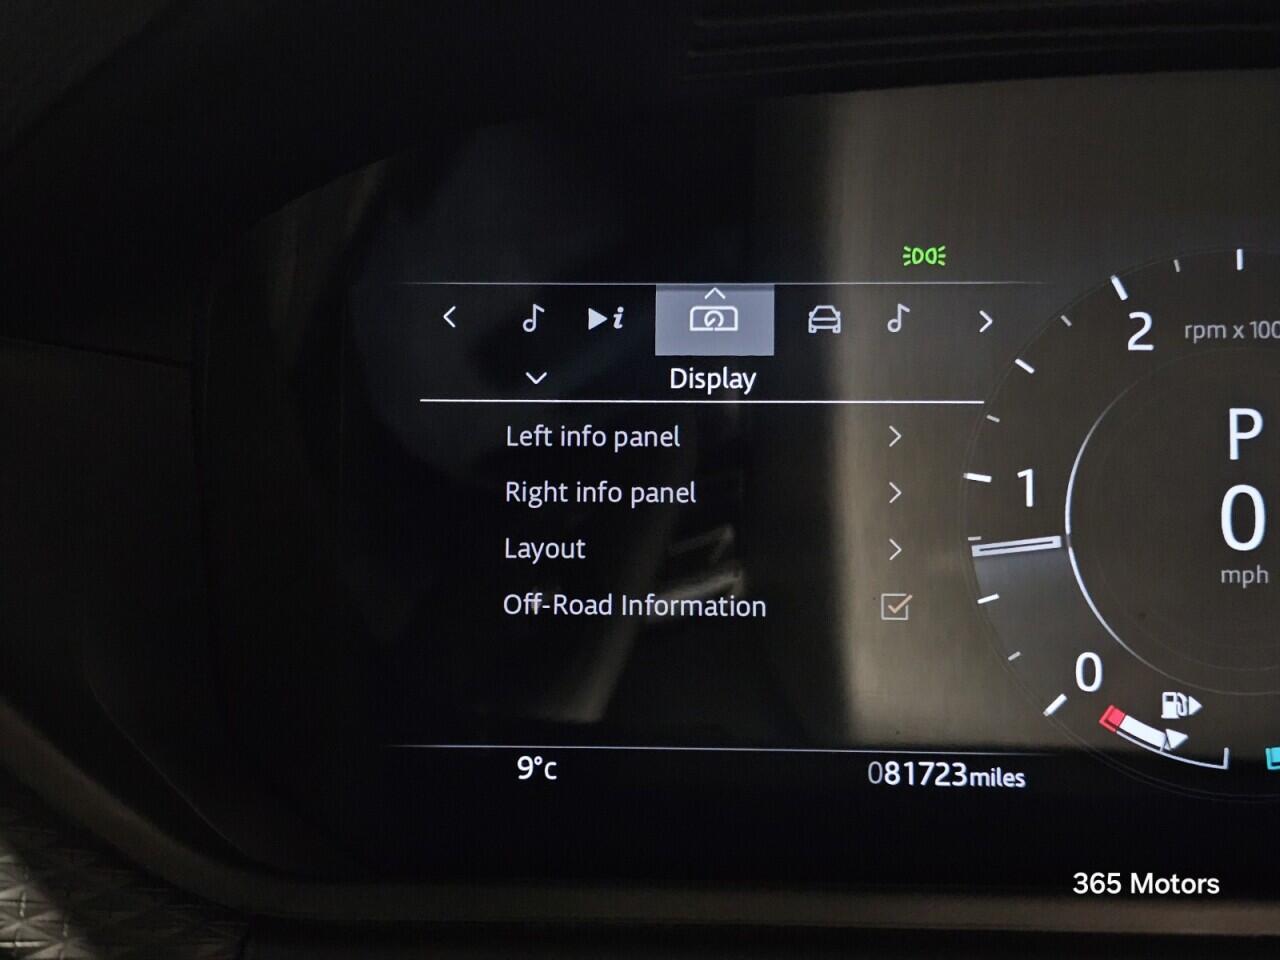 Display
Left info panel
Right info panel
Layout
Off-Road Information
9°c
081723miles
2
rpm x 100
1
P
0
mph
0
365 Motors